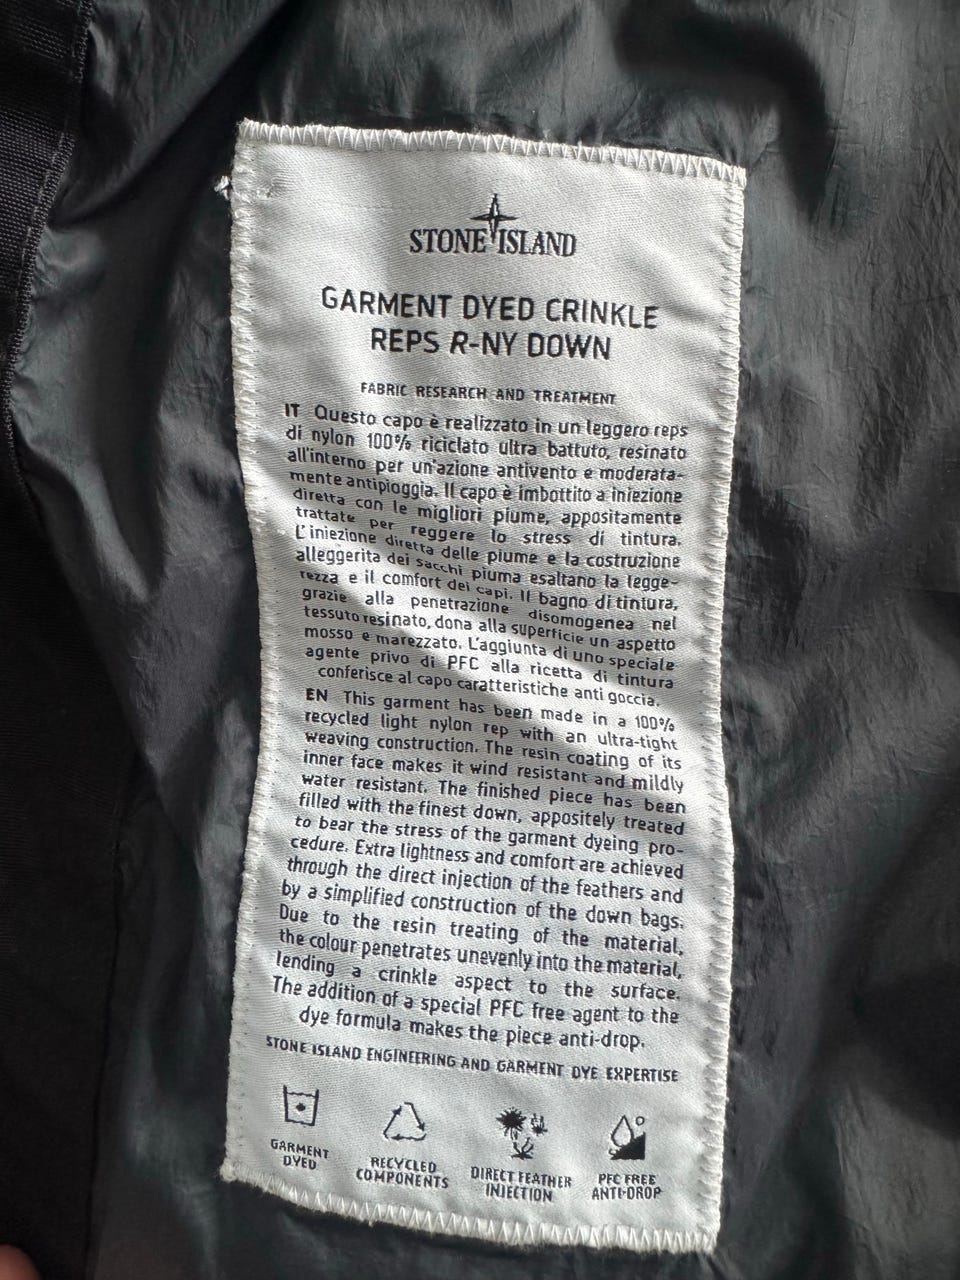 STONE ISLAND
GARMENT DYED CRINKLE
REPS R-NY DOWN
FABRIC RESEARCH AND TREATMENT
IT Questo capo è realizzato in un leggero reps
di nylon 100% riciclato ultra battuto, resinato
all'interno per un'azione antivento e moderata-
mente antipioggia. Il capo è imbottito a iniezione
diretta con le migliori piume, appositamente
trattate per reggere lo stress di tintura.
L'iniezione diretta delle piume e la costruzione
alleggerita dei sacchi piuma esaltano la legge-
rezza e il comfort dei capi. Il bagno di tintura,
grazie alla penetrazione disomogenea nel
tessuto resinato, dona alla superficie un aspetto
mosso e marezzato. L'aggiunta di uno speciale
agente privo di PFC alla ricetta di tintura
conferisce al capo caratteristiche anti goccia.
EN This garment has been made in a 100%
recycled light nylon rep with an ultra-tight
weaving construction. The resin coating of its
inner face makes it wind resistant and mildly
water resistant. The finished piece has been
filled with the finest down, appositely treated
to bear the stress of the garment dyeing pro-
cedure. Extra lightness and comfort are achieved
through the direct injection of the feathers and
by a simplified construction of the down bags.
Due to the resin treating of the material,
the colour penetrates unevenly into the material,
lending a crinkle aspect to the surface.
The addition of a special PFC free agent to the
dye formula makes the piece anti-drop.
STONE ISLAND ENGINEERING AND GARMENT DYE EXPERTISE
GARMENT
DYED
RECYCLED
COMPONENTS
DIRECT FEATHER
INJECTION
PFC FREE
ANTI-DROP